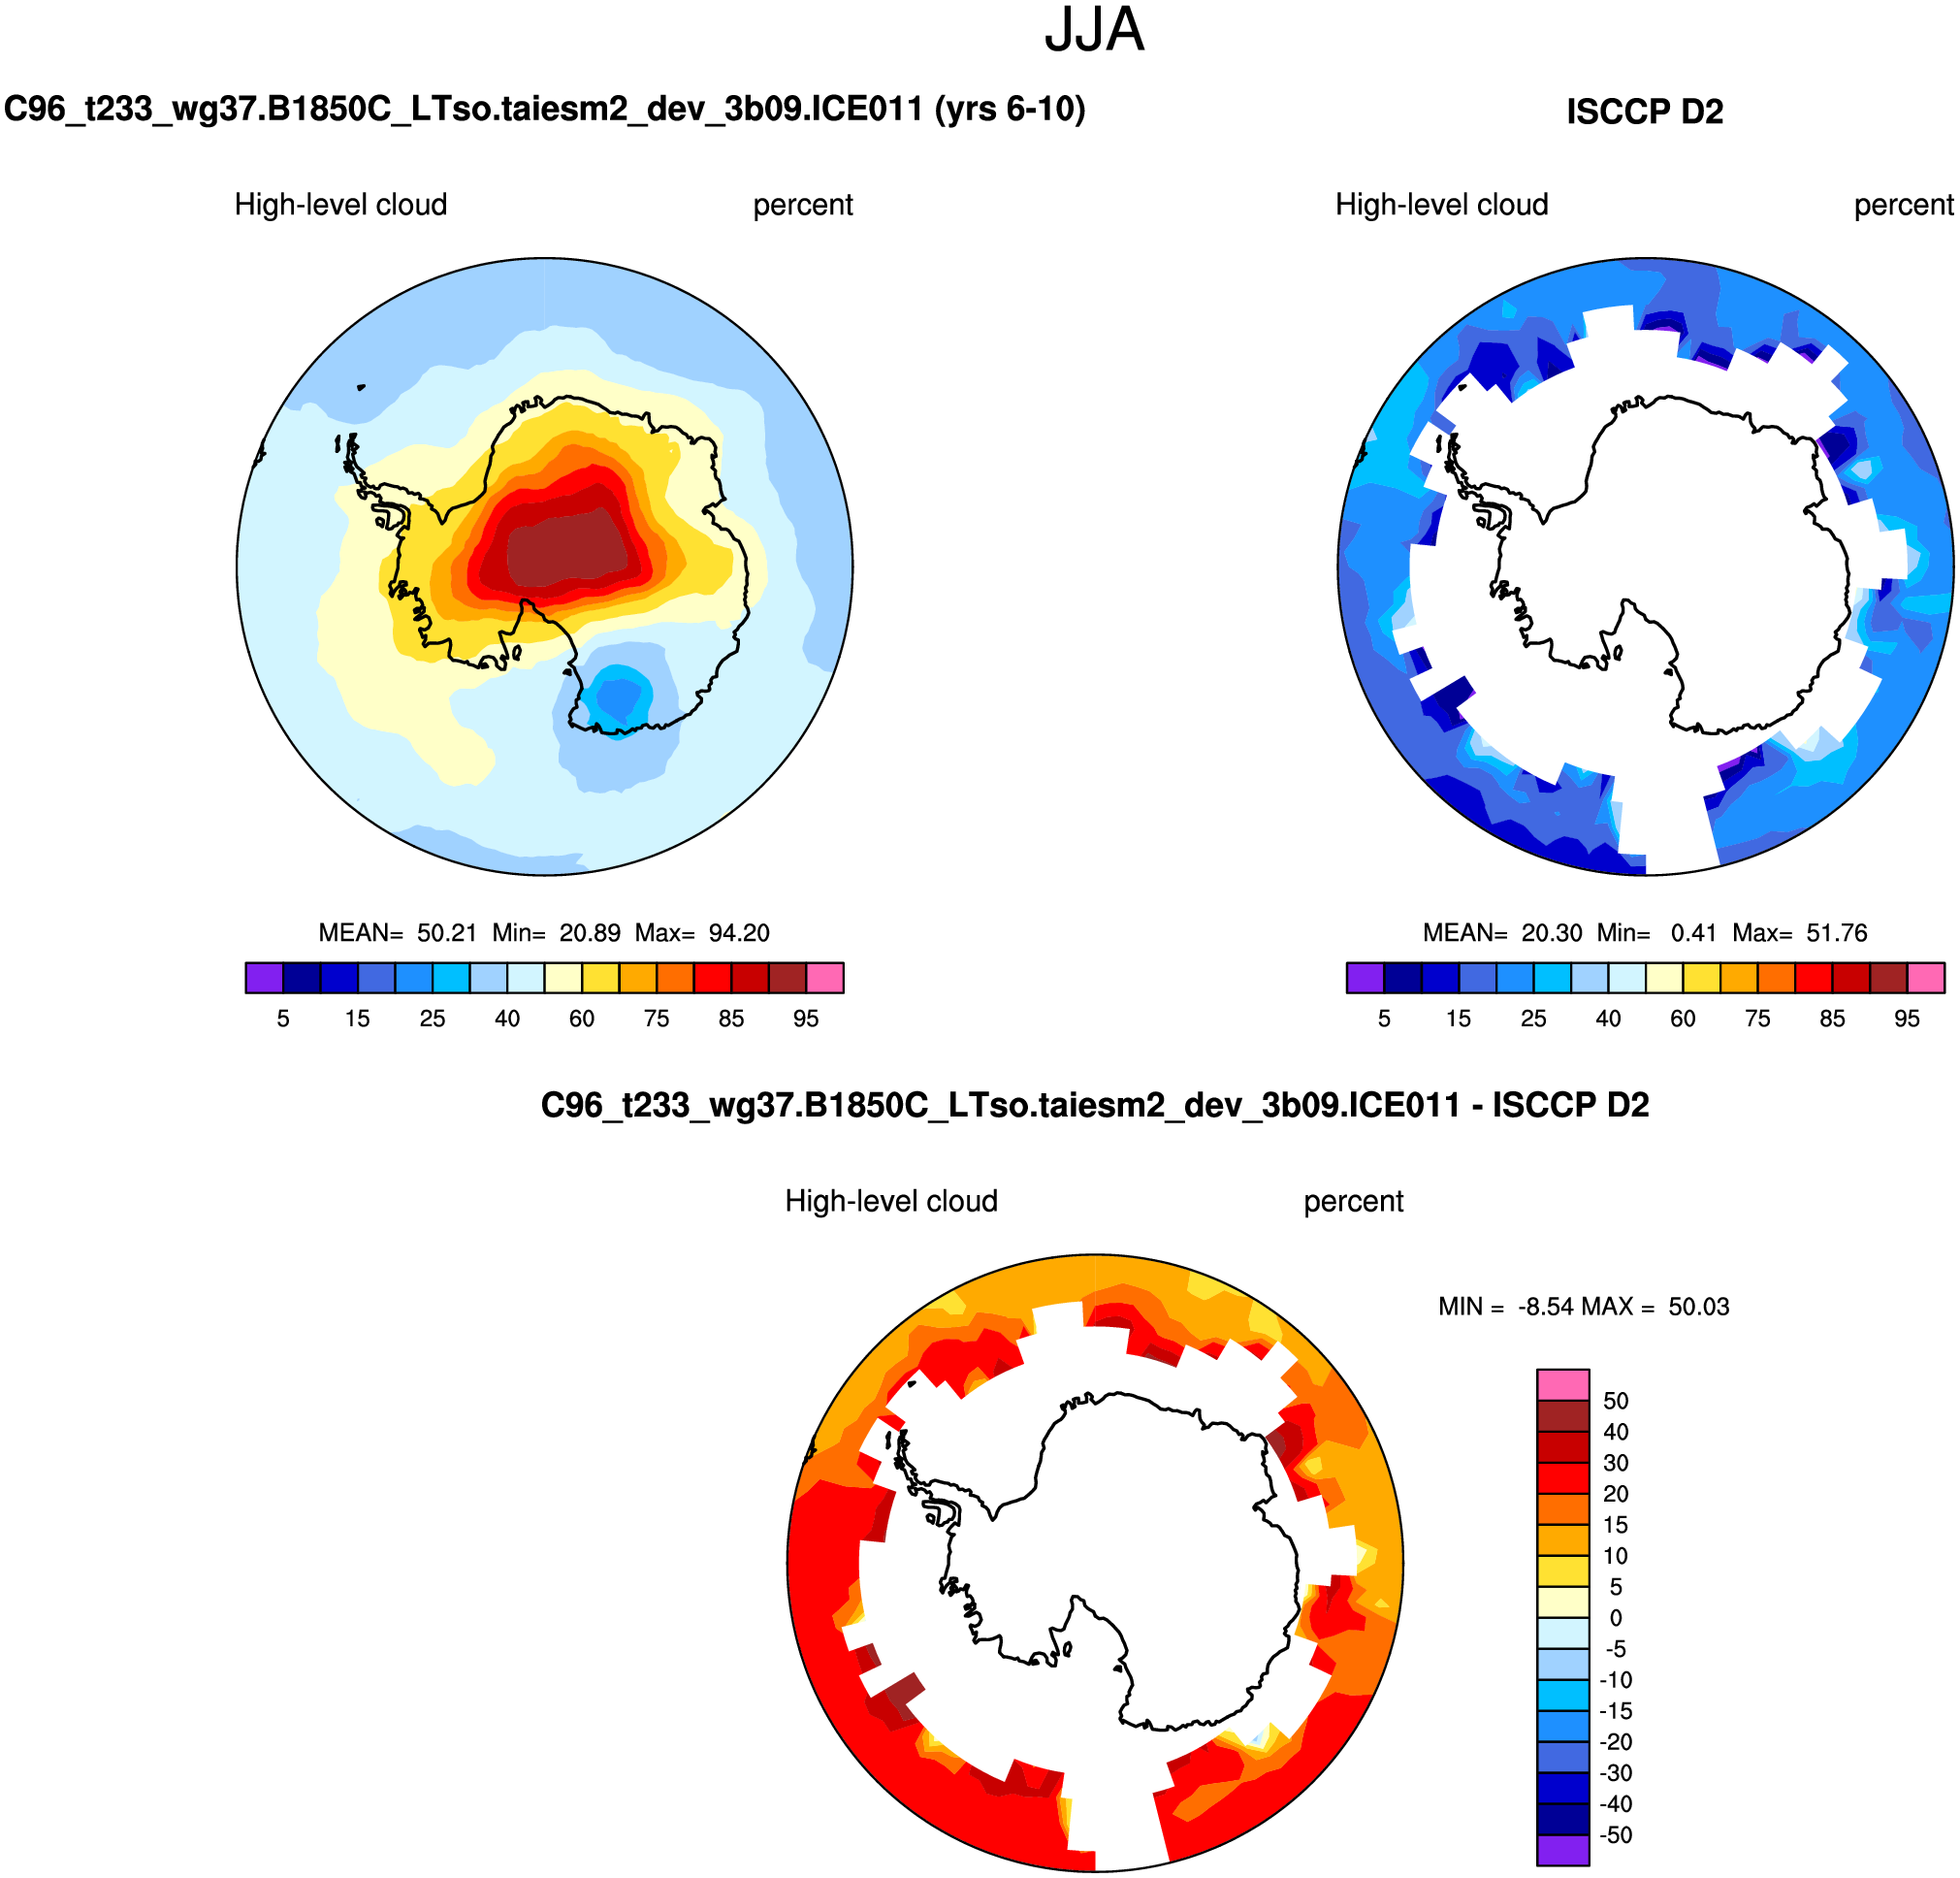 JJA
C96_t233_wg37.B1850C_LTso.taiesm2_dev_3b09.ICE011 (yrs 6-10)
ISCCP D2
High-level cloud percent
High-level cloud percent
MEAN= 50.21 Min= 20.89 Max= 94.20
MEAN= 20.30 Min= 0.41 Max= 51.76
5 15 25 40 60 75 85 95
5 15 25 40 60 75 85 95
C96_t233_wg37.B1850C_LTso.taiesm2_dev_3b09.ICE011 - ISCCP D2
High-level cloud percent
MIN = -8.54 MAX = 50.03
50
40
30
20
15
10
5
0
-5
-10
-15
-20
-30
-40
-50